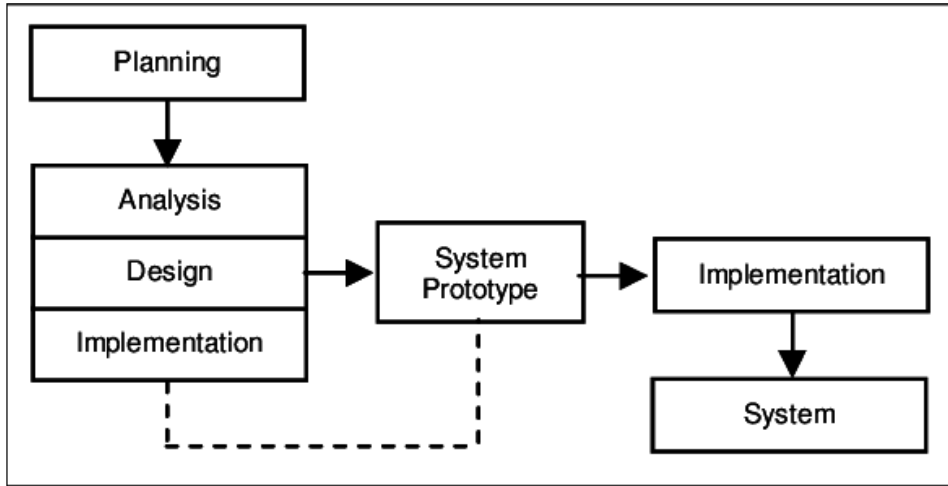 Planning
Analysis
Design
Implementation
System
Prototype
Implementation
System